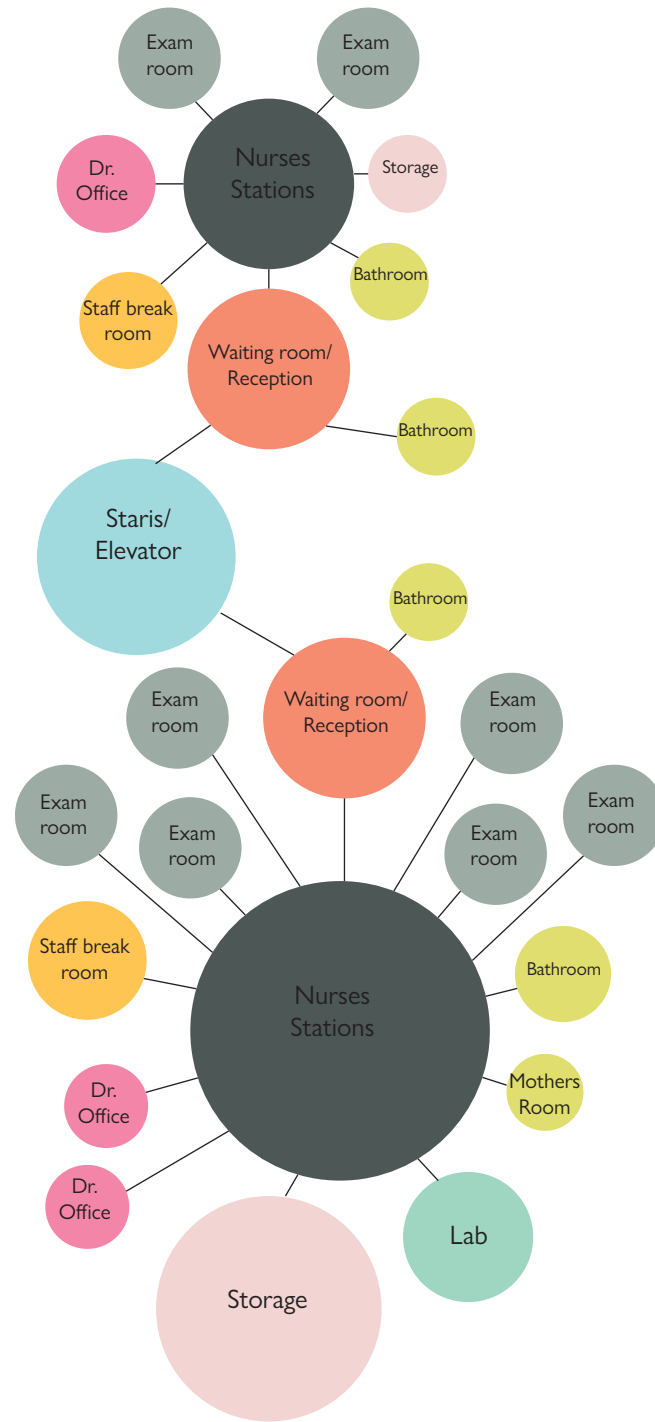 Exam
room
Exam
room
Nurses
Stations
Dr.
Office
Storage
Bathroom
Staff break
room
Waiting room/
Reception
Bathroom
Staris/
Elevator
Bathroom
Waiting room/
Reception
Exam
room
Exam
room
Exam
room
Exam
room
Exam
room
Exam
room
Staff break
room
Bathroom
Nurses
Stations
Dr.
Office
Mothers
Room
Dr.
Office
Lab
Storage